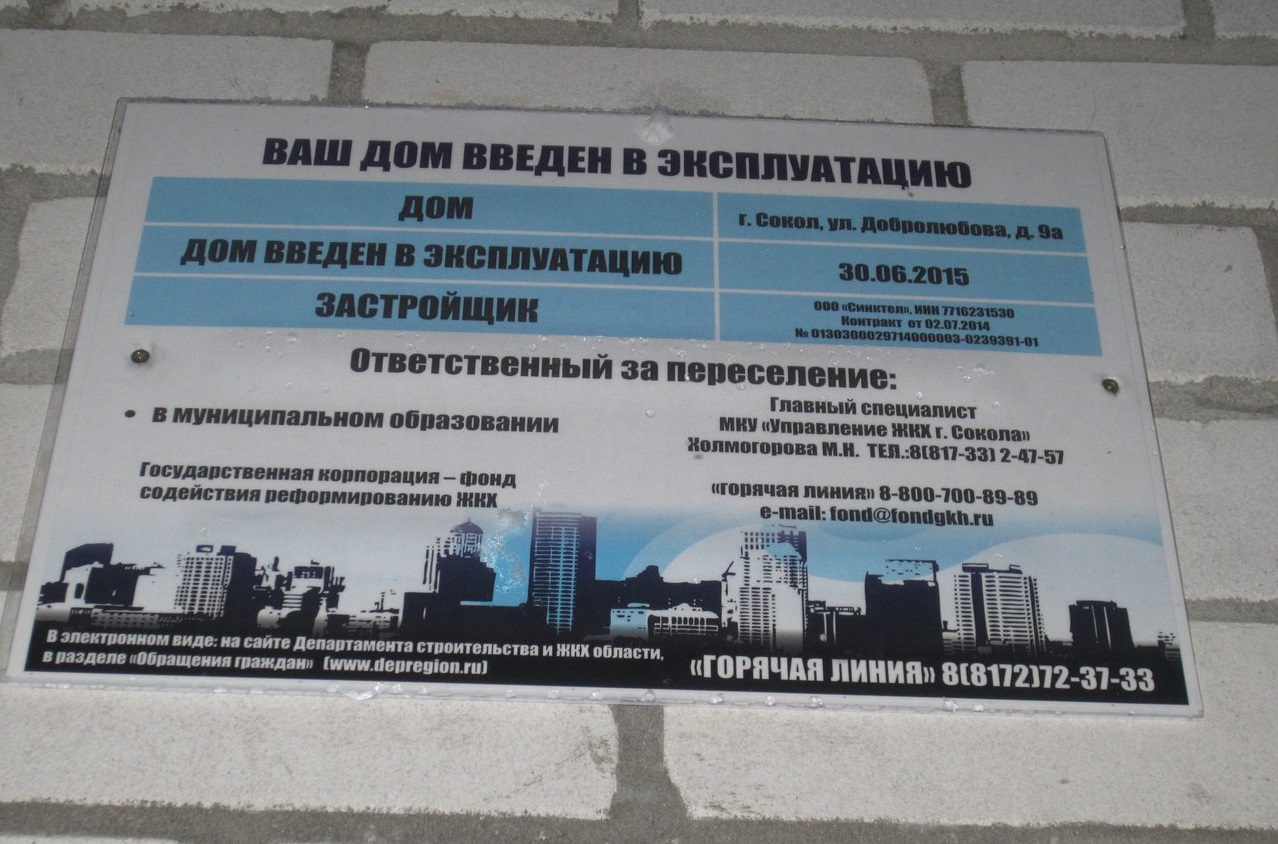 ВАШ ДОМ ВВЕДЕН В ЭКСПЛУАТАЦИЮ
ДОМ
г. Сокол, ул. Добролюбова, д. 9а
ДОМ ВВЕДЕН В ЭКСПЛУАТАЦИЮ
30.06.2015
ЗАСТРОЙЩИК
ООО «Синктел», ИНН 7716231530
Контракт от 02.07.2014
№ 0130300029714000003-0239391-01
Ответственный за переселение:
• в муниципальном образовании
Главный специалист
МКУ «Управление ЖКХ г. Сокола»
Холмогорова М.Н. ТЕЛ.:8(817-33) 2-47-57
Государственная корпорация – фонд
содействия реформированию ЖКХ
«горячая линия» 8-800-700-89-89
e-mail: fond@fondgkh.ru
В электронном виде: на сайте Департамента строительства и ЖКХ области,
в разделе «Обращения граждан» (www.depregion.ru)
«ГОРЯЧАЯ ЛИНИЯ» 8(8172)72-37-33